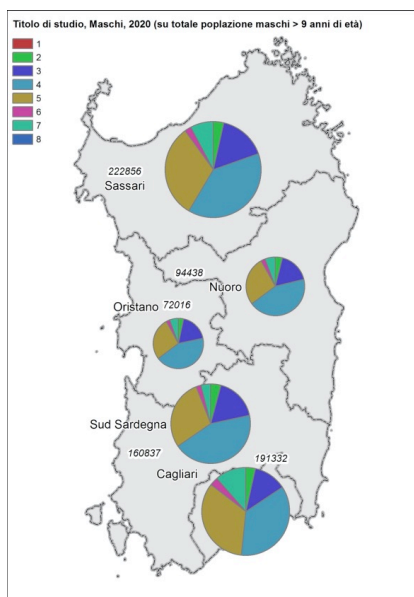 Titolo di studio, Maschi, 2020 (su totale poplazione maschi > 9 anni di età)
1
2
3
4
5
6
7
8
222856
Sassari
94438
Nuoro
Oristano 72016
Sud Sardegna
160837
191332
Cagliari